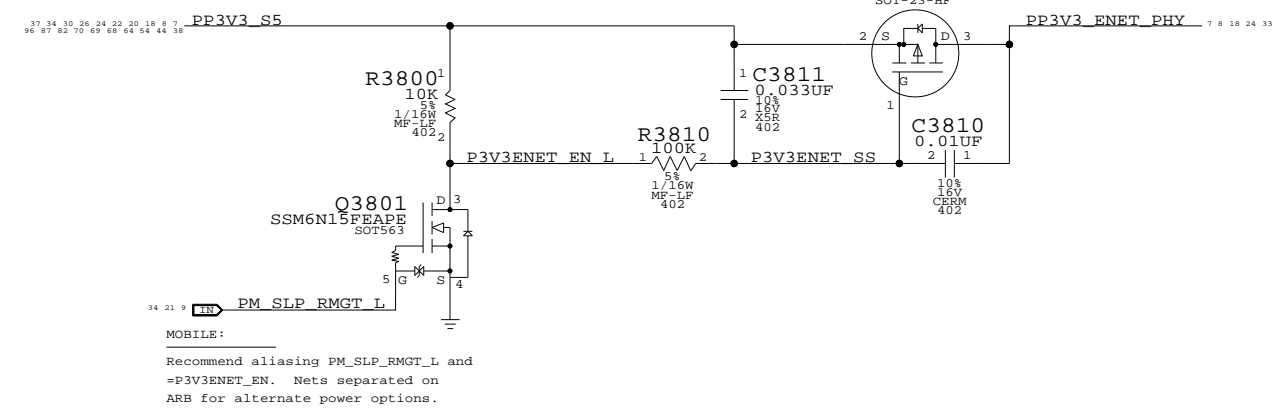 SOT-23-HF
37 34 30 26 24 22 20 18 8 7
96 87 82 70 69 68 64 54 44 38
PP3V3_S5
PP3V3_ENET_PHY
7 8 18 24 33
2 S D 3
G
1
R3800
10K
5%
1/16W
MF-LF
402
1
2
C3811
0.033UF
10%
16V
X5R
402
1
2
R3810
100K
1 2
5%
1/16W
MF-LF
402
C3810
0.01UF
2 1
10%
16V
CERM
402
P3V3ENET_EN_L
P3V3ENET_SS
Q3801
SSM6N15FEAPE
SOT563
D 3
5 G S 4
34 21 9 IN PM_SLP_RMGT_L
MOBILE:
Recommend aliasing PM_SLP_RMGT_L and
=P3V3ENET_EN. Nets separated on
ARB for alternate power options.